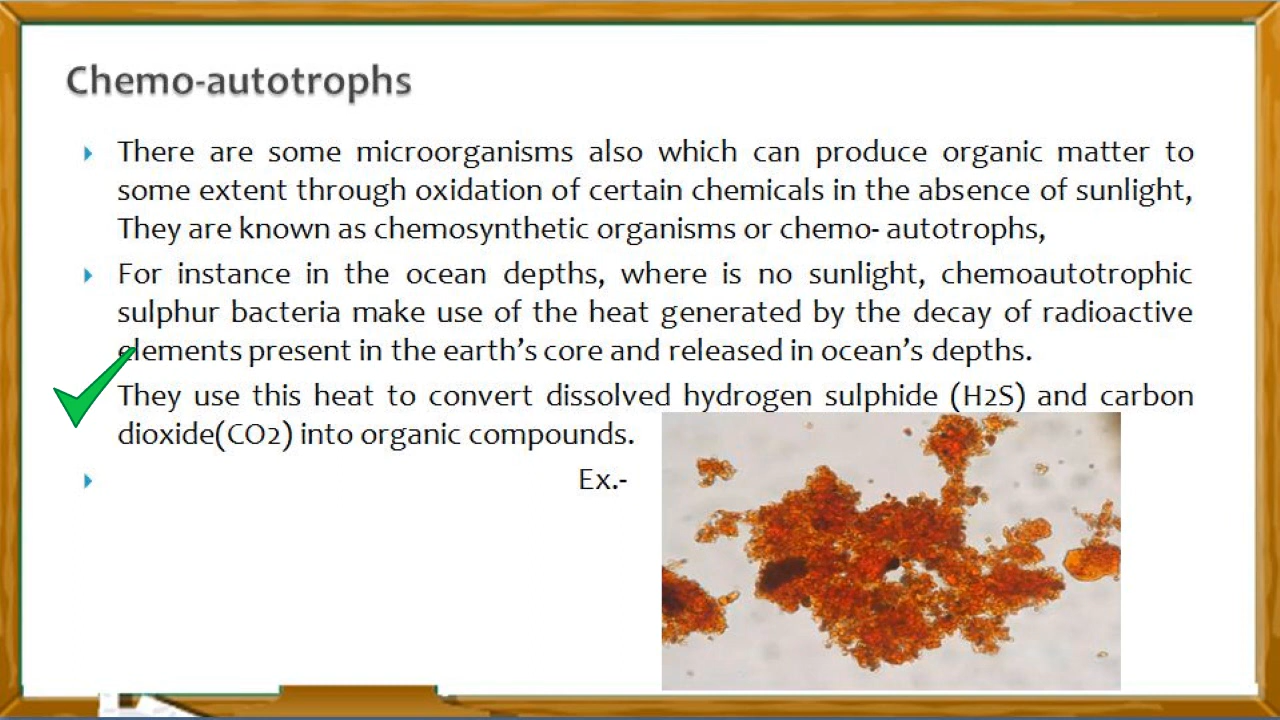 Chemo-autotrophs
There are some microorganisms also which can produce organic matter to
some extent through oxidation of certain chemicals in the absence of sunlight,
They are known as chemosynthetic organisms or chemo- autotrophs,
For instance in the ocean depths, where is no sunlight, chemoautotrophic
sulphur bacteria make use of the heat generated by the decay of radioactive
elements present in the earth's core and released in ocean's depths.
They use this heat to convert dissolved hydrogen sulphide (H2S) and carbon
dioxide(CO2) into organic compounds.
Ex.-